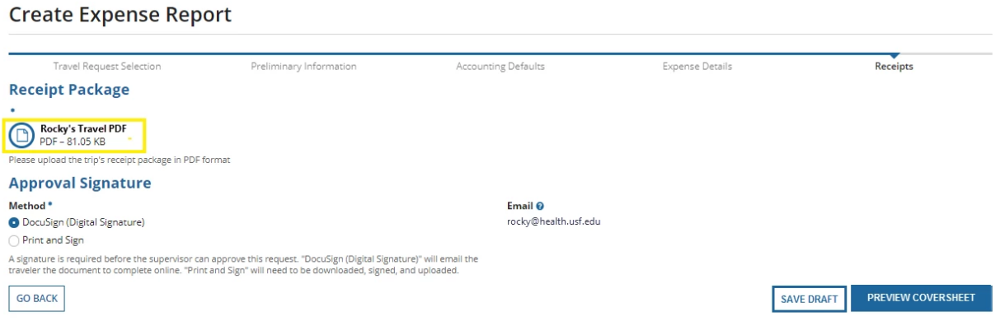 Create Expense Report
Travel Request Selection
Preliminary Information
Accounting Defaults
Expense Details
Receipts
Receipt Package
*
Rocky's Travel PDF
PDF – 81.05 KB
Please upload the trip's receipt package in PDF format
Approval Signature
Method *
Email
DocuSign (Digital Signature)
rocky@health.usf.edu
Print and Sign
A signature is required before the supervisor can approve this request. "DocuSign (Digital Signature)" will email the
traveler the document to complete online. "Print and Sign" will need to be downloaded, signed, and uploaded.
GO BACK
SAVE DRAFT
PREVIEW COVERSHEET